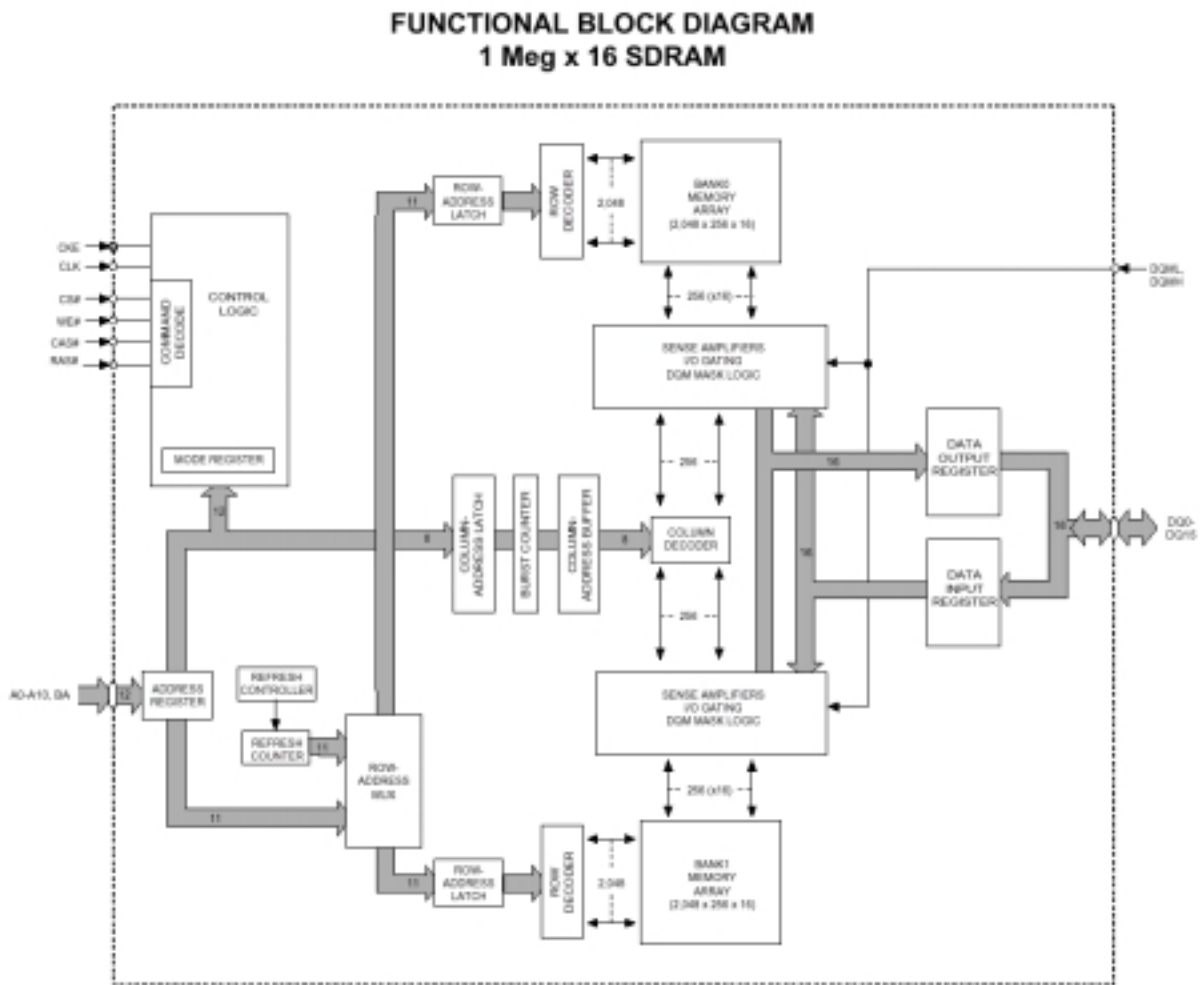 FUNCTIONAL BLOCK DIAGRAM
1 Meg x 16 SDRAM
CKE
CLK
CS#
WE#
CAS#
RAS#
COMMAND
DECODE
CONTROL
LOGIC
MODE REGISTER
12
11
ROW-
ADDRESS
LATCH
ROW
DECODER
2,048
BANK0
MEMORY
ARRAY
(2,048 x 256 x 16)
256 (x16)
SENSE AMPLIFIERS
I/O GATING
DQM MASK LOGIC
DQML,
DQMH
256
8
COLUMN-
ADDRESS LATCH
BURST COUNTER
COLUMN-
ADDRESS BUFFER
8
COLUMN
DECODER
256
16
16
DATA
OUTPUT
REGISTER
16
DATA
INPUT
REGISTER
DQ0-
DQ15
A0-A10, BA
12
ADDRESS
REGISTER
REFRESH
CONTROLLER
REFRESH
COUNTER
11
ROW-
ADDRESS
MUX
11
SENSE AMPLIFIERS
I/O GATING
DQM MASK LOGIC
256 (x16)
11
ROW-
ADDRESS
LATCH
ROW
DECODER
2,048
BANK1
MEMORY
ARRAY
(2,048 x 256 x 16)